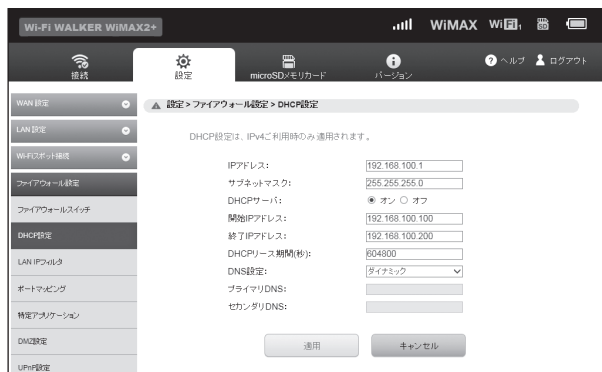 Wi-Fi WALKER WiMAX2+
WiMAX Wi Fi 1 SD
接続
設定
microSDメモリカード
バージョン
ヘルプ
ログアウト
WAN 設定
LAN 設定
Wi-Fiスポット接続
ファイアウォール設定
ファイアウォールスイッチ
DHCP設定
LAN IPフィルタ
ポートマッピング
特定アプリケーション
DMZ設定
UPnP設定
設定 > ファイアウォール設定 > DHCP設定
DHCP設定は、IPv4ご利用時のみ適用されます。
IPアドレス: 192.168.100.1
サブネットマスク: 255.255.255.0
DHCPサーバ: オン オフ
開始IPアドレス: 192.168.100.100
終了IPアドレス: 192.168.100.200
DHCPリース期間(秒): 604800
DNS設定: ダイナミック
プライマリDNS:
セカンダリDNS:
適用 キャンセル